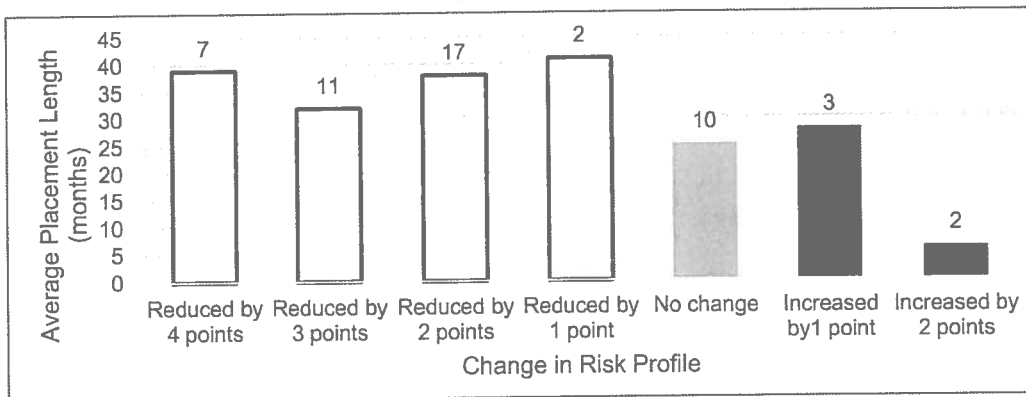 45
40
35
30
25
20
15
10
5
0
Average Placement Length
(months)
7
11
17
2
10
3
2
Reduced by
4 points
Reduced by
3 points
Reduced by
2 points
Reduced by
1 point
No change
Increased
by1 point
Increased by
2 points
Change in Risk Profile